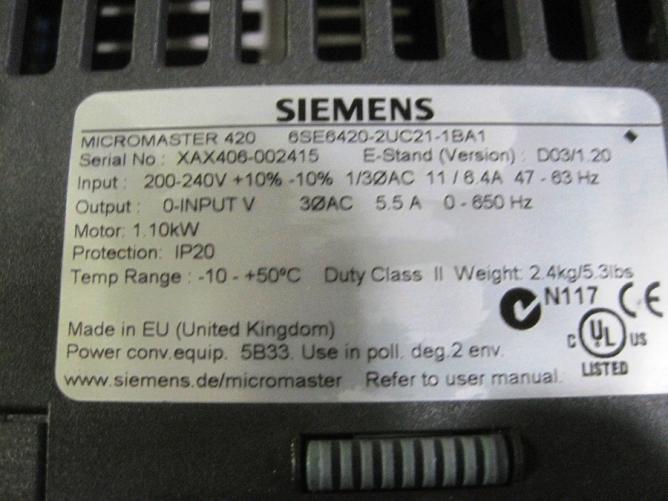 SIEMENS
MICROMASTER 420 6SE6420-2UC21-1BA1
Serial No : XAX406-002415 E-Stand (Version) : D03/1.20
Input : 200-240V +10% -10% 1/3ØAC 11 / 6.4A 47 - 63 Hz
Output : 0-INPUT V 3ØAC 5.5 A 0 - 650 Hz
Motor: 1.10kW
Protection: IP20
Temp Range : -10 - +50ºC Duty Class II Weight: 2.4kg/5.3lbs
N117 CE
Made in EU (United Kingdom)
C UL US
Power conv.equip. 5B33. Use in poll. deg.2 env.
LISTED
www.siemens.de/micromaster Refer to user manual.